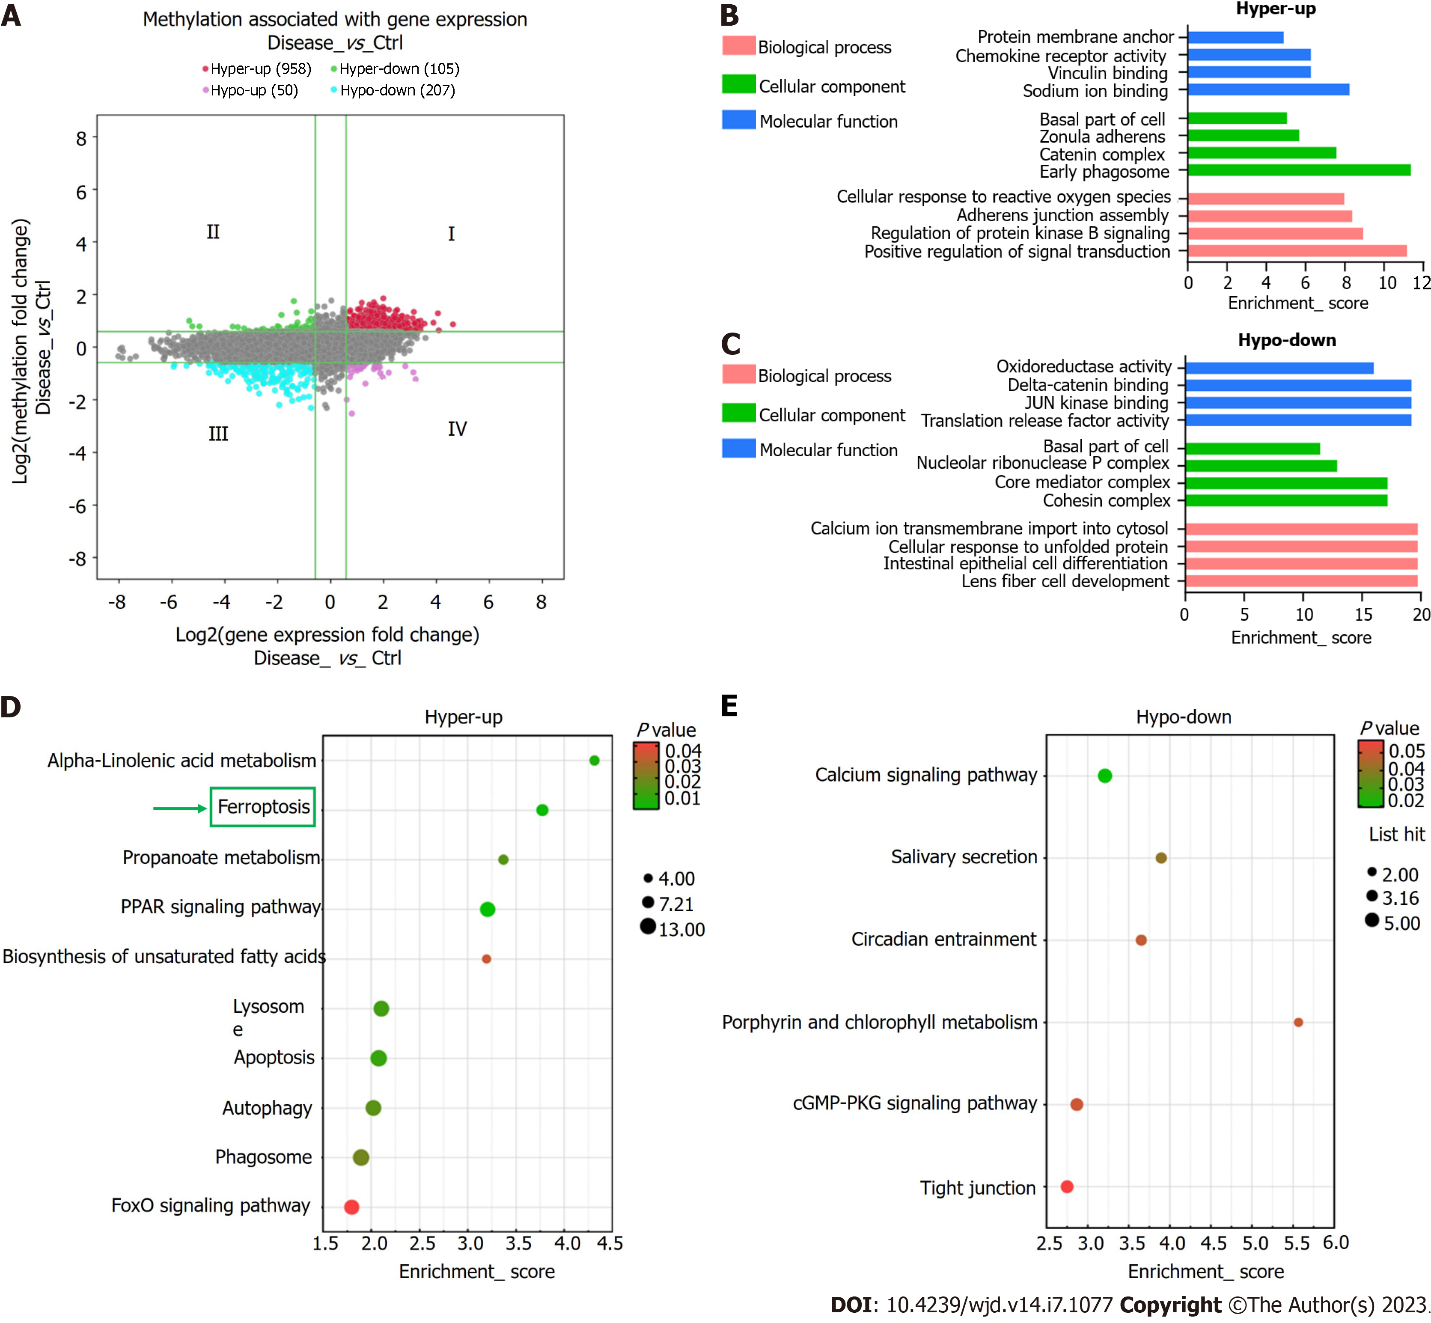 A
Methylation associated with gene expression
Disease_vs_Ctrl
Hyper-up (958) Hyper-down (105)
Hypo-up (50) Hypo-down (207)
8
6
4
2
0
-2
-4
-6
-8
II I
III IV
Log2(methylation fold change)
Disease_vs_Ctrl
-8 -6 -4 -2 0 2 4 6 8
Log2(gene expression fold change)
Disease_ vs_ Ctrl
B
Hyper-up
Biological process
Cellular component
Molecular function
Protein membrane anchor
Chemokine receptor activity
Vinculin binding
Sodium ion binding
Basal part of cell
Zonula adherens
Catenin complex
Early phagosome
Cellular response to reactive oxygen species
Adherens junction assembly
Regulation of protein kinase B signaling
Positive regulation of signal transduction
0 2 4 6 8 10 12
Enrichment_ score
C
Hypo-down
Biological process
Cellular component
Molecular function
Oxidoreductase activity
Delta-catenin binding
JUN kinase binding
Translation release factor activity
Basal part of cell
Nucleolar ribonuclease P complex
Core mediator complex
Cohesin complex
Calcium ion transmembrane import into cytosol
Cellular response to unfolded protein
Intestinal epithelial cell differentiation
Lens fiber cell development
0 5 10 15 20
Enrichment_ score
D
Hyper-up
Alpha-Linolenic acid metabolism
Ferroptosis
Propanoate metabolism
PPAR signaling pathway
Biosynthesis of unsaturated fatty acids
Lysosom
e
Apoptosis
Autophagy
Phagosome
FoxO signaling pathway
1.5 2.0 2.5 3.0 3.5 4.0 4.5
Enrichment_ score
P value
0.04
0.03
0.02
0.01
4.00
7.21
13.00
E
Hypo-down
Calcium signaling pathway
Salivary secretion
Circadian entrainment
Porphyrin and chlorophyll metabolism
cGMP-PKG signaling pathway
Tight junction
2.5 3.0 3.5 4.0 4.5 5.0 5.5 6.0
Enrichment_ score
P value
0.05
0.04
0.03
0.02
List hit
2.00
3.16
5.00
DOI: 10.4239/wjd.v14.i7.1077 Copyright ©The Author(s) 2023.